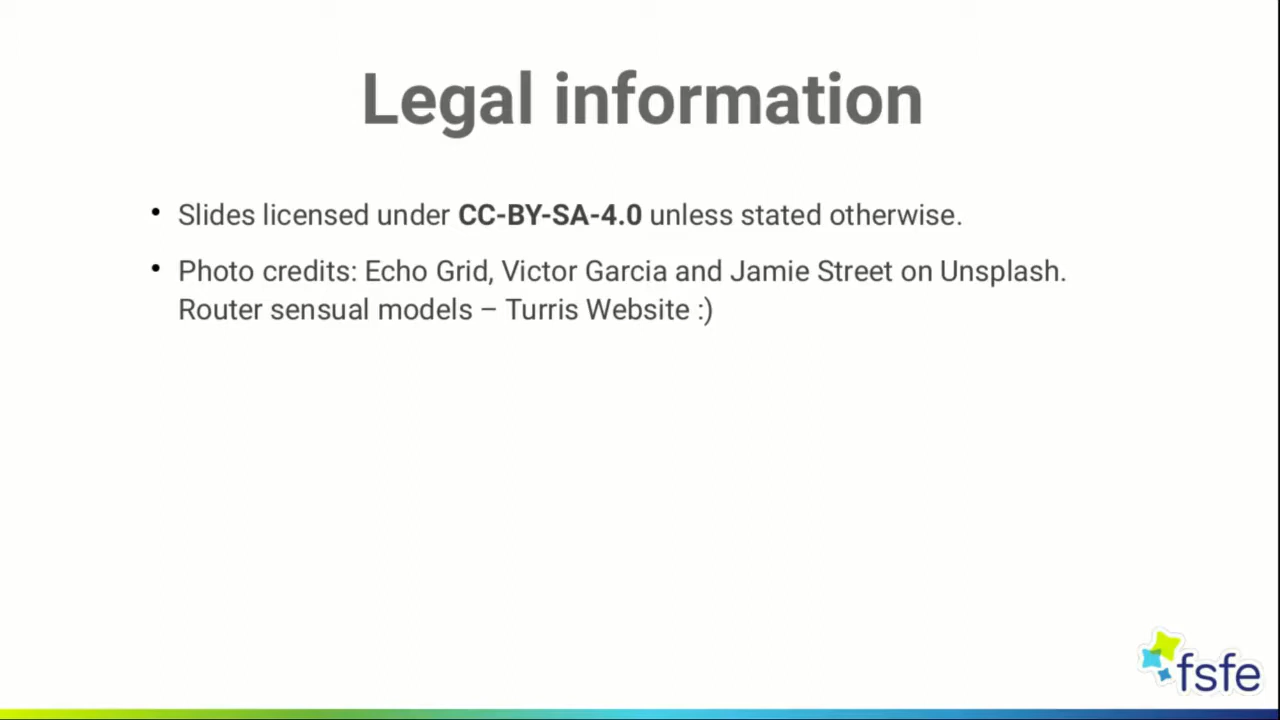 Legal information
• Slides licensed under CC-BY-SA-4.0 unless stated otherwise.
• Photo credits: Echo Grid, Victor Garcia and Jamie Street on Unsplash.
Router sensual models – Turris Website :)
fsfe